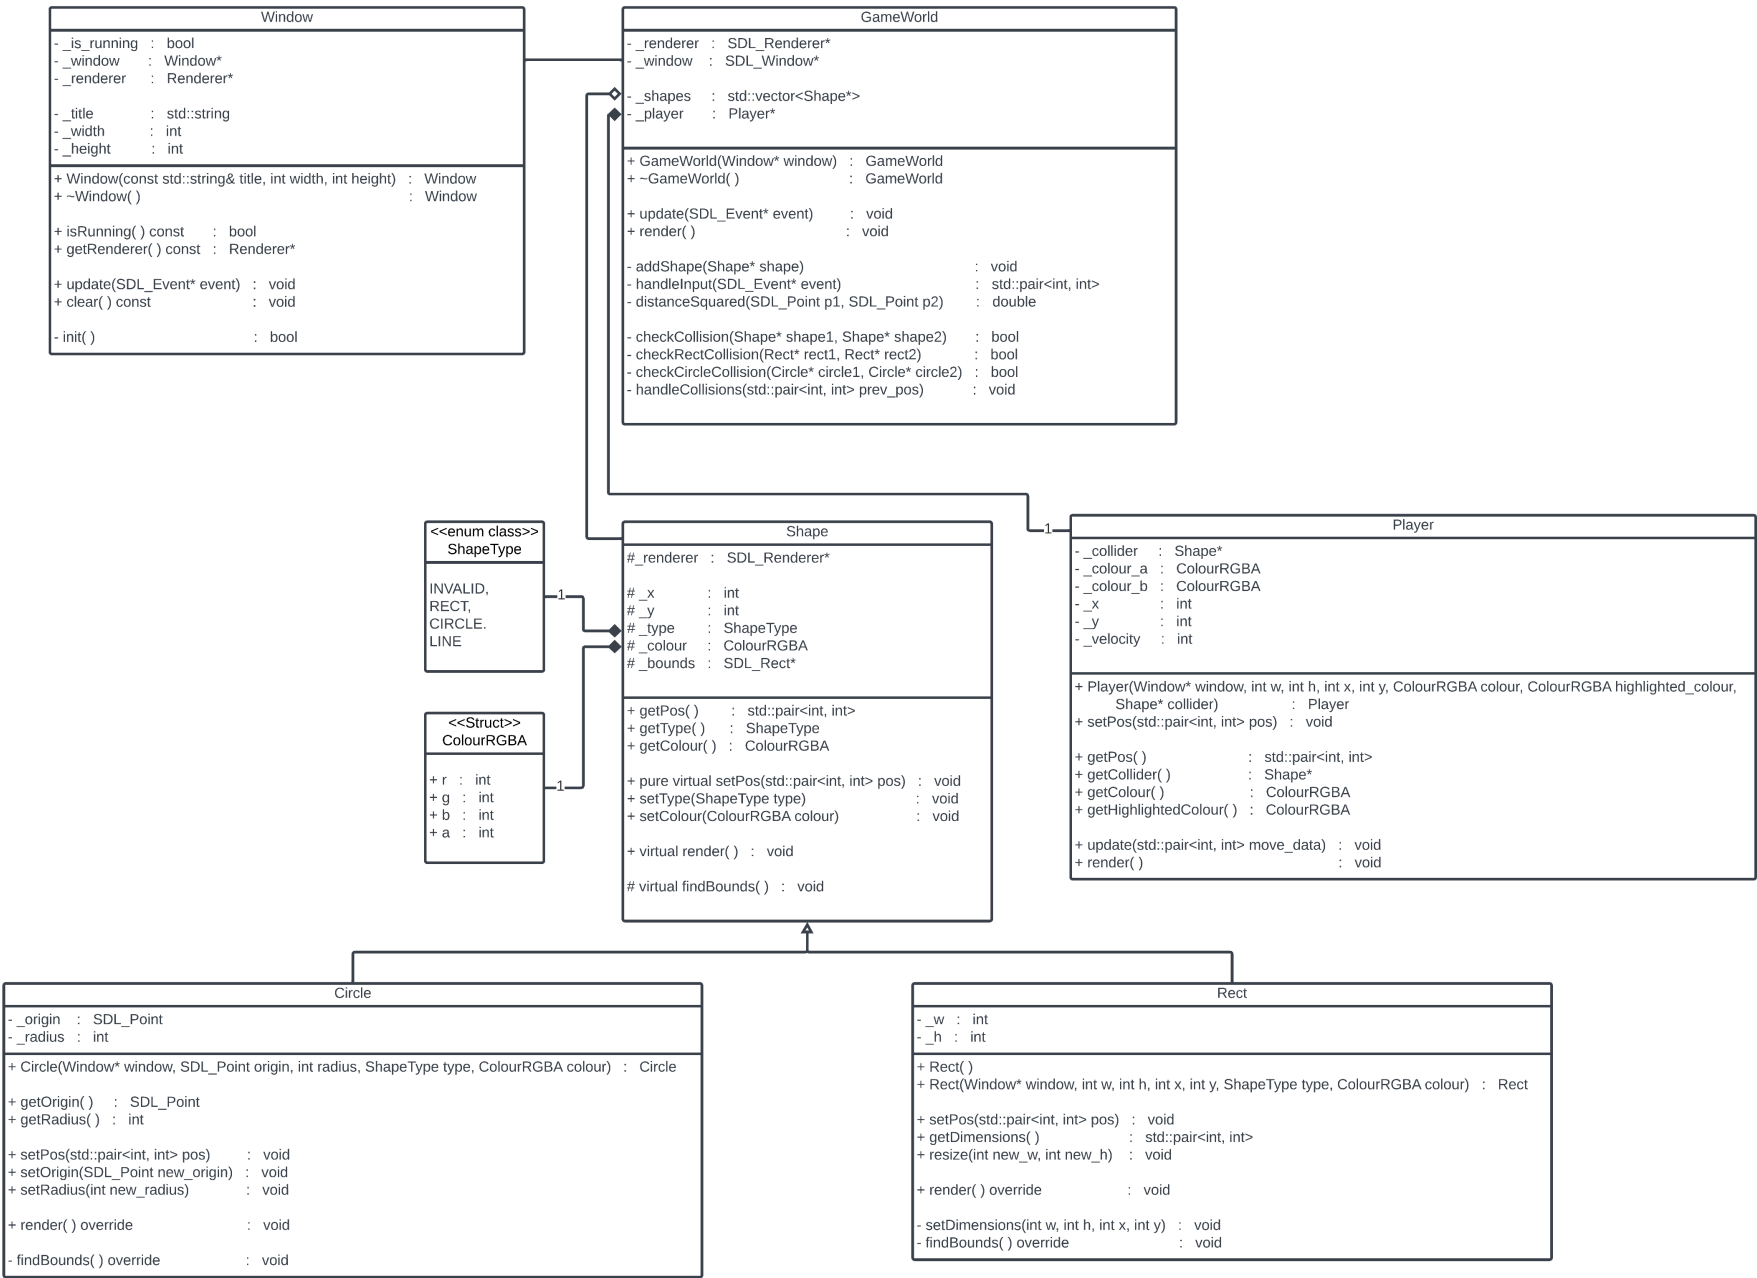 Window
- _is_running : bool
- _window : Window*
- _renderer : Renderer*
- _title : std::string
- _width : int
- _height : int
+ Window(const std::string& title, int width, int height) : Window
+ ~Window( ) : Window
+ isRunning( ) const : bool
+ getRenderer( ) const : Renderer*
+ update(SDL_Event* event) : void
+ clear( ) const : void
- init( ) : bool
GameWorld
- _renderer : SDL_Renderer*
- _window : SDL_Window*
- _shapes : std::vector<Shape*>
- _player : Player*
+ GameWorld(Window* window) : GameWorld
+ ~GameWorld( ) : GameWorld
+ update(SDL_Event* event) : void
+ render( ) : void
- addShape(Shape* shape) : void
- handleInput(SDL_Event* event) : std::pair<int, int>
- distanceSquared(SDL_Point p1, SDL_Point p2) : double
- checkCollision(Shape* shape1, Shape* shape2) : bool
- checkRectCollision(Rect* rect1, Rect* rect2) : bool
- checkCircleCollision(Circle* circle1, Circle* circle2) : bool
- handleCollisions(std::pair<int, int> prev_pos) : void
<<enum class>>
ShapeType
INVALID,
RECT,
CIRCLE.
LINE
1
<<Struct>>
ColourRGBA
+ r : int
+ g : int
+ b : int
+ a : int
1
Shape
#_renderer : SDL_Renderer*
# _x : int
# _y : int
# _type : ShapeType
# _colour : ColourRGBA
# _bounds : SDL_Rect*
+ getPos( ) : std::pair<int, int>
+ getType( ) : ShapeType
+ getColour( ) : ColourRGBA
+ pure virtual setPos(std::pair<int, int> pos) : void
+ setType(ShapeType type) : void
+ setColour(ColourRGBA colour) : void
+ virtual render( ) : void
# virtual findBounds( ) : void
1
Player
- _collider : Shape*
- _colour_a : ColourRGBA
- _colour_b : ColourRGBA
- _x : int
- _y : int
- _velocity : int
+ Player(Window* window, int w, int h, int x, int y, ColourRGBA colour, ColourRGBA highlighted_colour,
Shape* collider) : Player
+ setPos(std::pair<int, int> pos) : void
+ getPos( ) : std::pair<int, int>
+ getCollider( ) : Shape*
+ getColour( ) : ColourRGBA
+ getHighlightedColour( ) : ColourRGBA
+ update(std::pair<int, int> move_data) : void
+ render( ) : void
Circle
- _origin : SDL_Point
- _radius : int
+ Circle(Window* window, SDL_Point origin, int radius, ShapeType type, ColourRGBA colour) : Circle
+ getOrigin( ) : SDL_Point
+ getRadius( ) : int
+ setPos(std::pair<int, int> pos) : void
+ setOrigin(SDL_Point new_origin) : void
+ setRadius(int new_radius) : void
+ render( ) override : void
- findBounds( ) override : void
Rect
- _w : int
- _h : int
+ Rect( )
+ Rect(Window* window, int w, int h, int x, int y, ShapeType type, ColourRGBA colour) : Rect
+ setPos(std::pair<int, int> pos) : void
+ getDimensions( ) : std::pair<int, int>
+ resize(int new_w, int new_h) : void
+ render( ) override : void
- setDimensions(int w, int h, int x, int y) : void
- findBounds( ) override : void